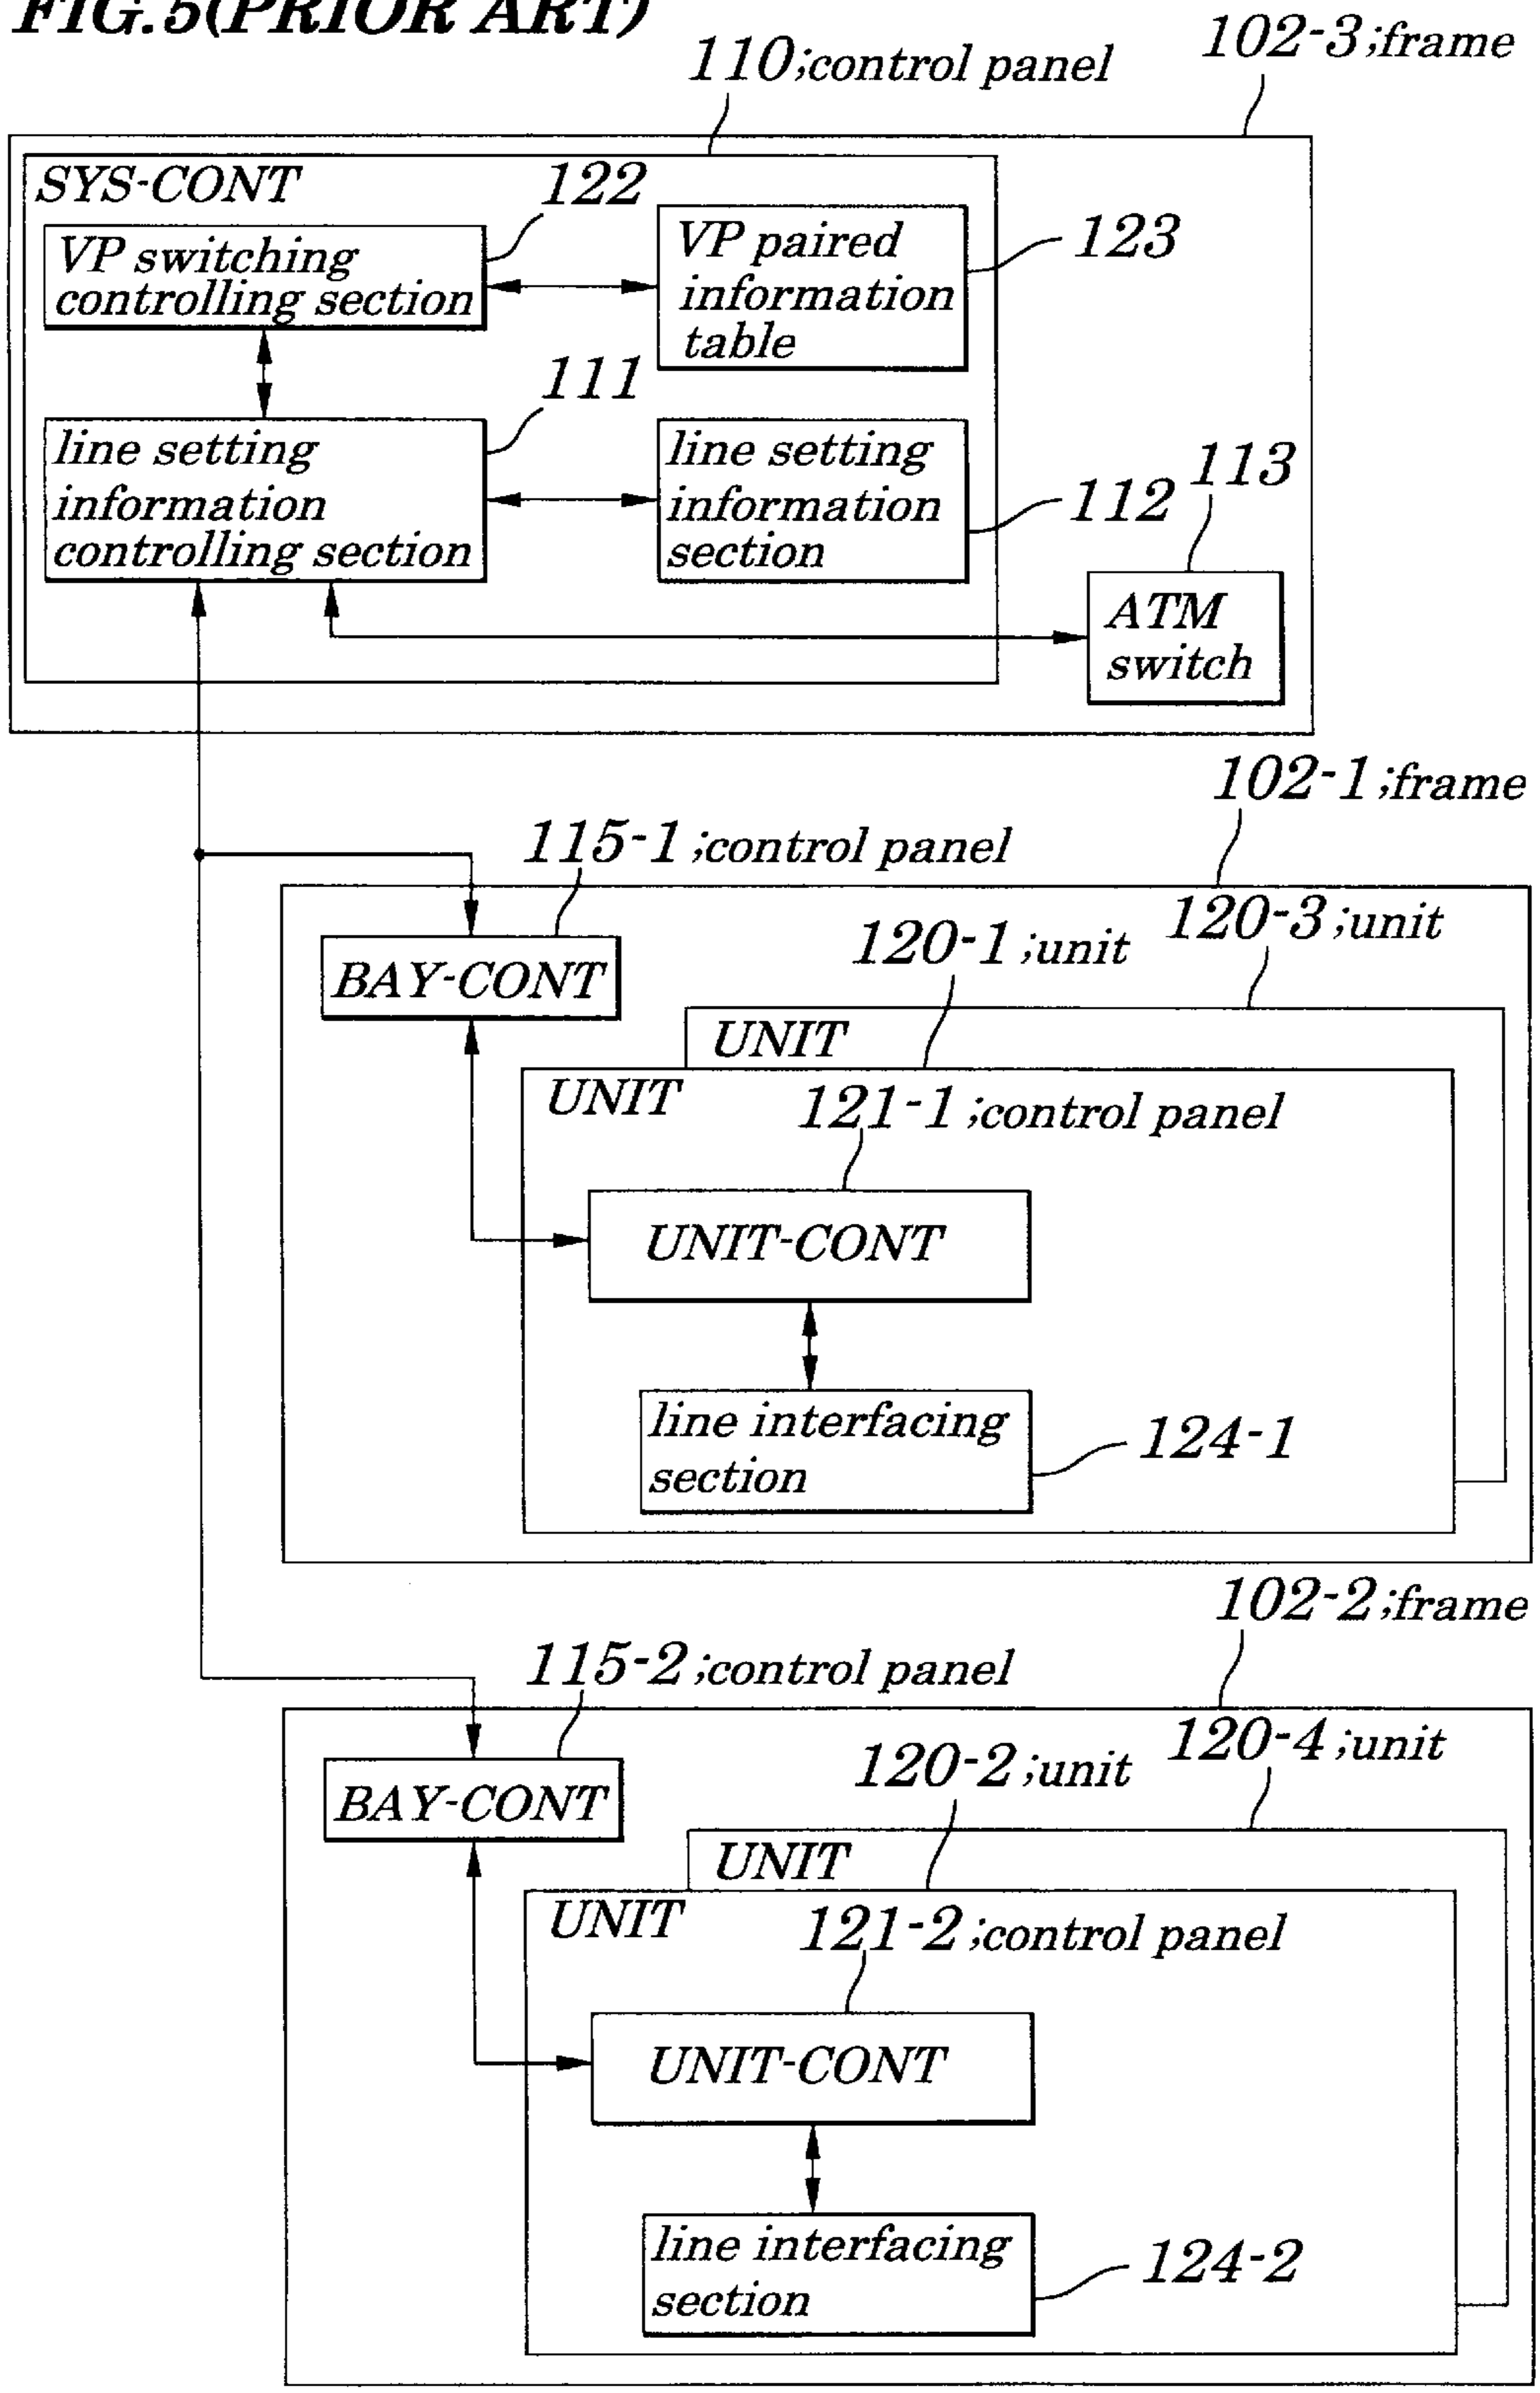 FIG.5(PRIOR ART)
102-3;frame
110;control panel
SYS-CONT
122
VP switching
controlling section
VP paired
information
table
123
111
line setting
information
controlling section
line setting
information
section
112
113
ATM
switch
102-1;frame
115-1;control panel
120-3;unit
120-1;unit
BAY-CONT
UNIT
UNIT
121-1;control panel
UNIT-CONT
line interfacing
section
124-1
102-2;frame
115-2;control panel
120-4;unit
120-2;unit
BAY-CONT
UNIT
UNIT
121-2;control panel
UNIT-CONT
line interfacing
section
124-2